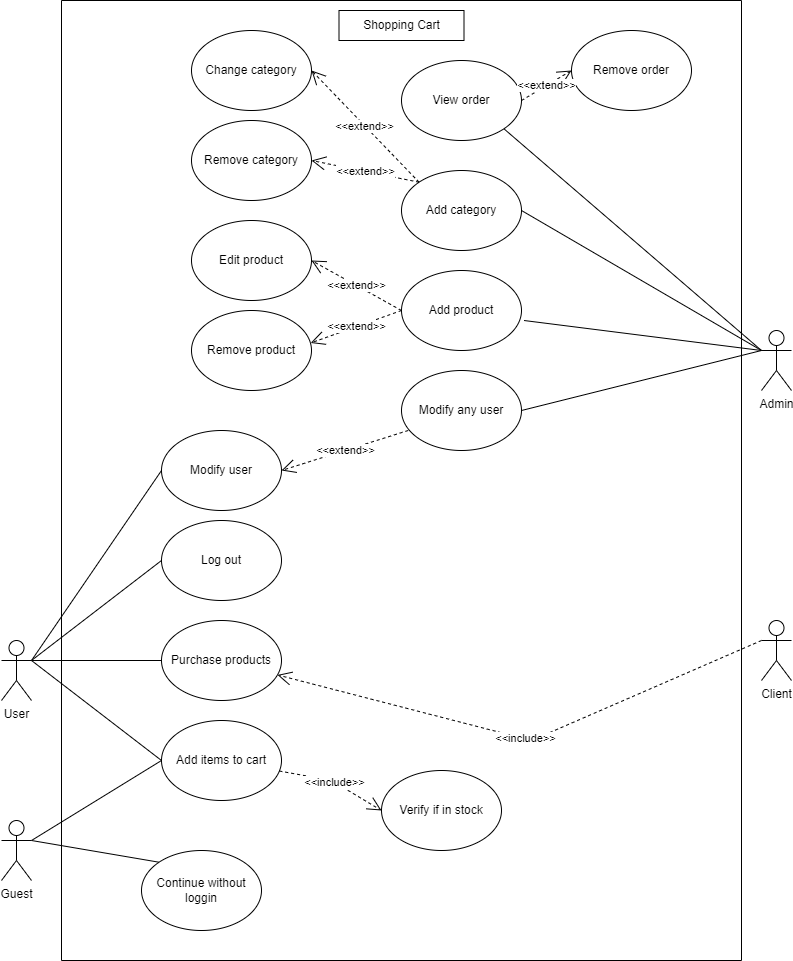 Shopping Cart
Change category
View order
<<extend>>
Remove order
<<extend>>
Remove category
<<extend>>
Add category
Edit product
<<extend>>
Add product
<<extend>>
Remove product
Admin
Modify any user
<<extend>>
Modify user
Log out
Purchase products
User
Client
<<include>>
Add items to cart
<<include>>
Verify if in stock
Guest
Continue without
loggin